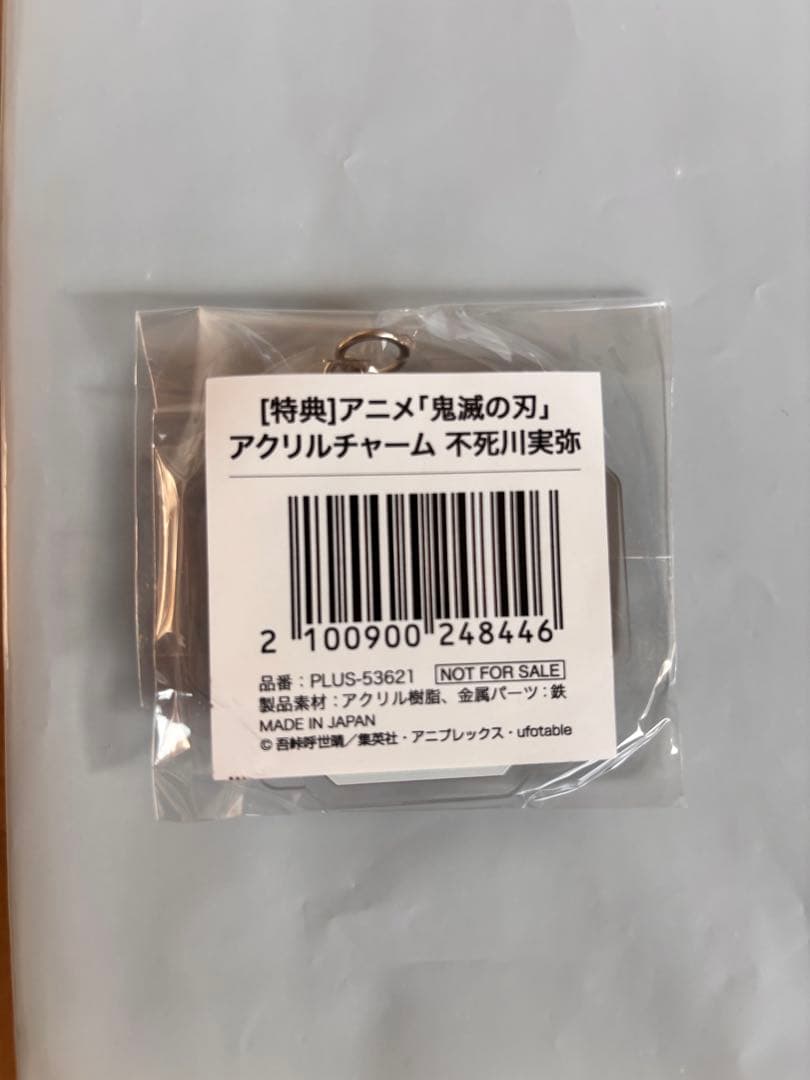 [特典]アニメ「鬼滅の刃」
アクリルチャーム 不死川実弥
2 100900 248446
品番：PLUS-53621 NOT FOR SALE
製品素材：アクリル樹脂、金属パーツ：鉄
MADE IN JAPAN
© 吾峠呼世晴／集英社・アニプレックス・ufotable